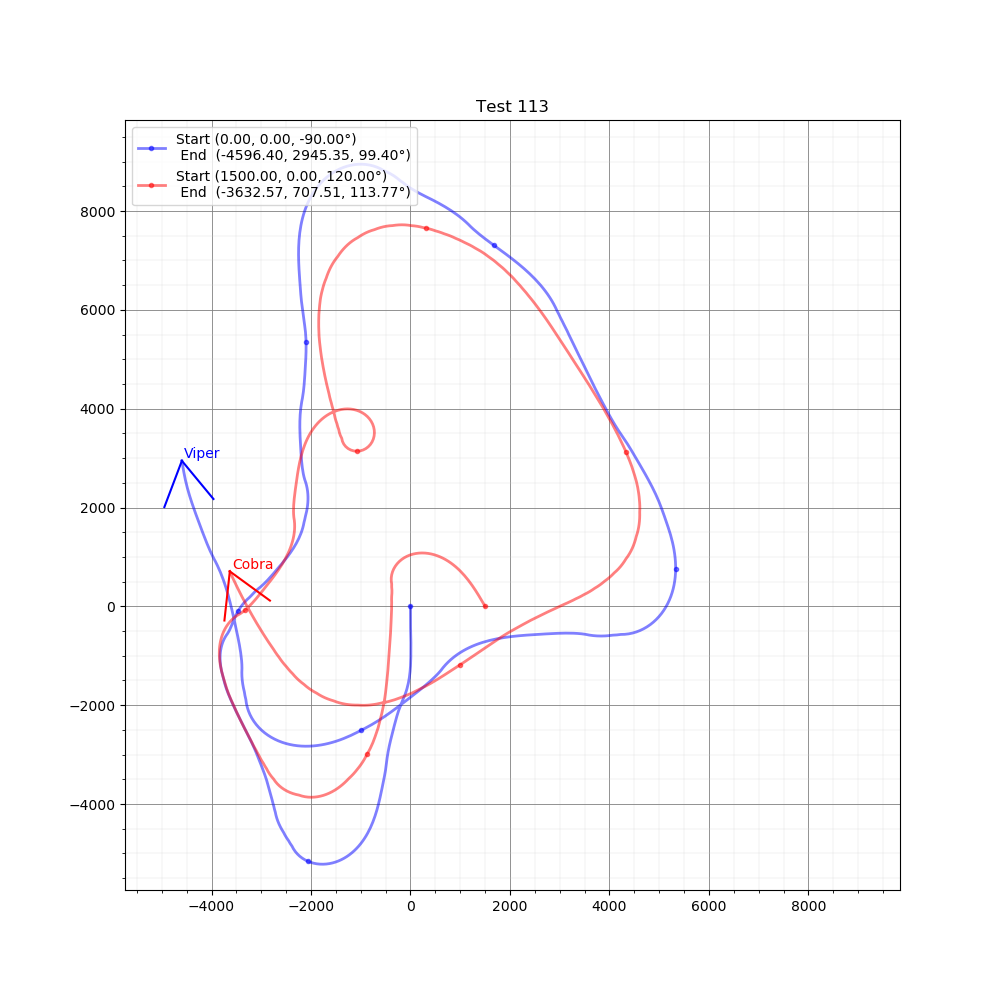 Test 113
Start (0.00, 0.00, -90.00°)
End (-4596.40, 2945.35, 99.40°)
Start (1500.00, 0.00, 120.00°)
End (-3632.57, 707.51, 113.77°)
8000
6000
4000
Viper
2000
Cobra
0
−2000
−4000
−4000 −2000 0 2000 4000 6000 8000